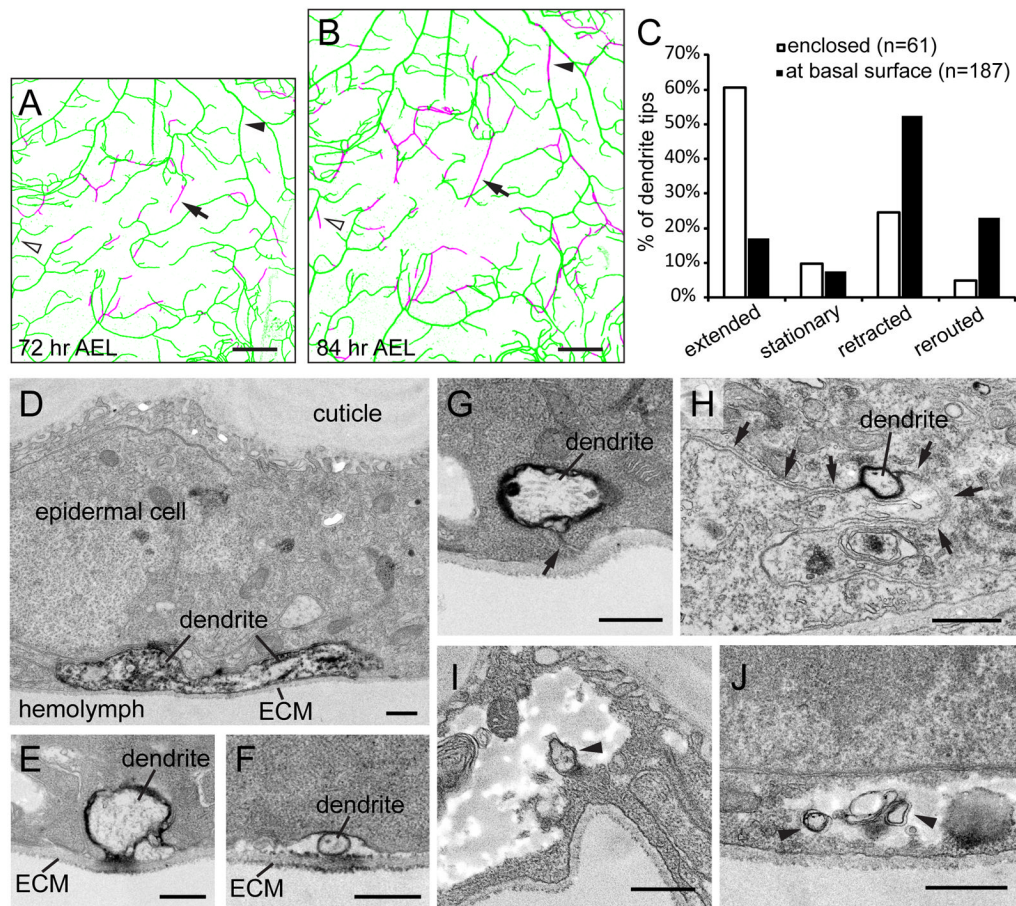 A
72 hr AEL
B
84 hr AEL
C
70%
60%
50%
40%
30%
20%
10%
0%
% of dendrite tips
enclosed (n=61)
at basal surface (n=187)
extended
stationary
retracted
rerouted
D
cuticle
epidermal cell
dendrite
hemolymph
ECM
G
dendrite
H
dendrite
E
dendrite
ECM
F
dendrite
ECM
I
J